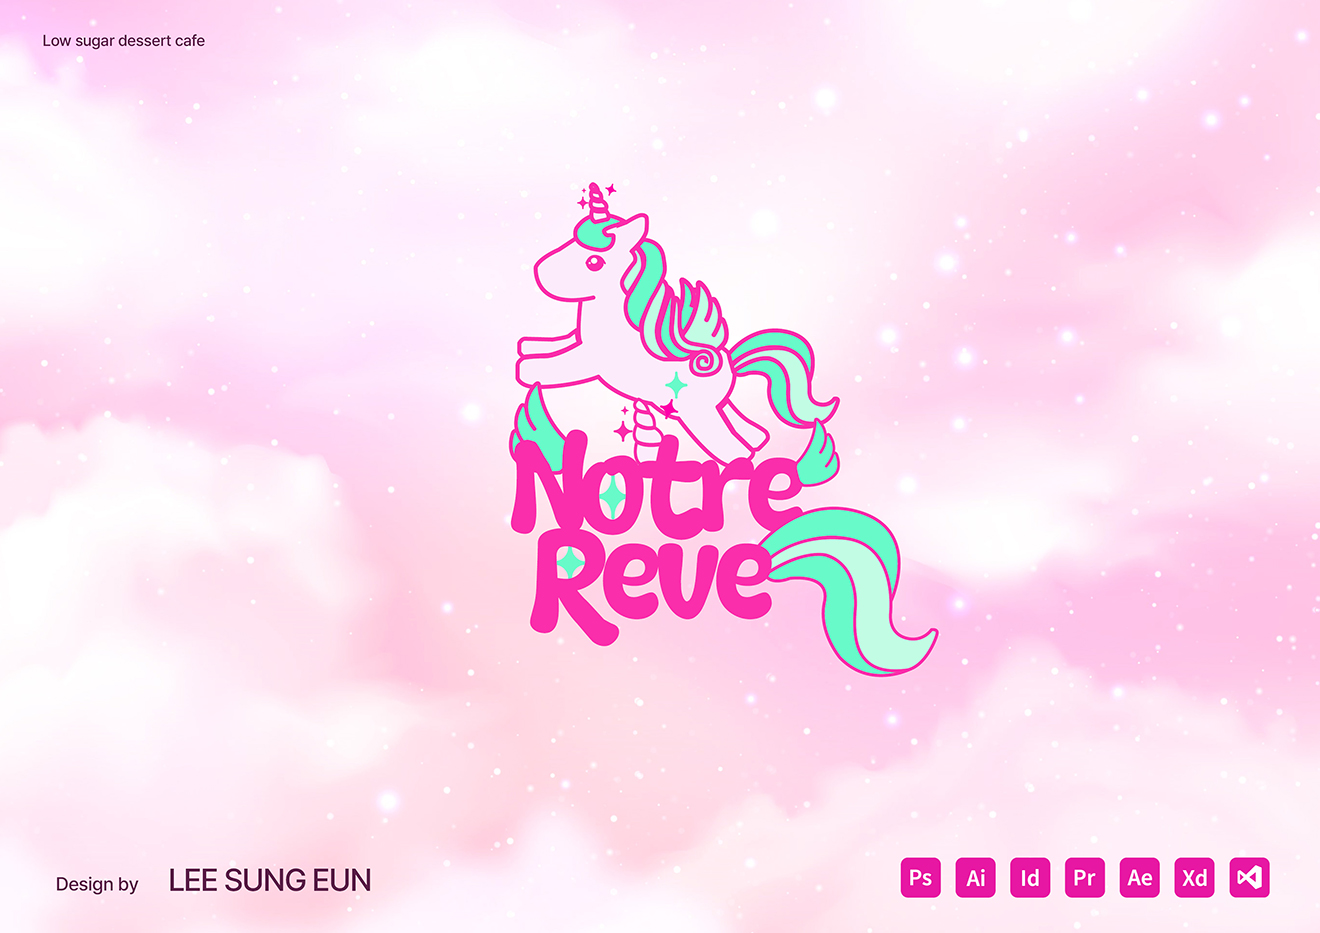 Low sugar dessert cafe
Notre
Reve
Design by LEE SUNG EUN
Ps Ai Id Pr Ae Xd